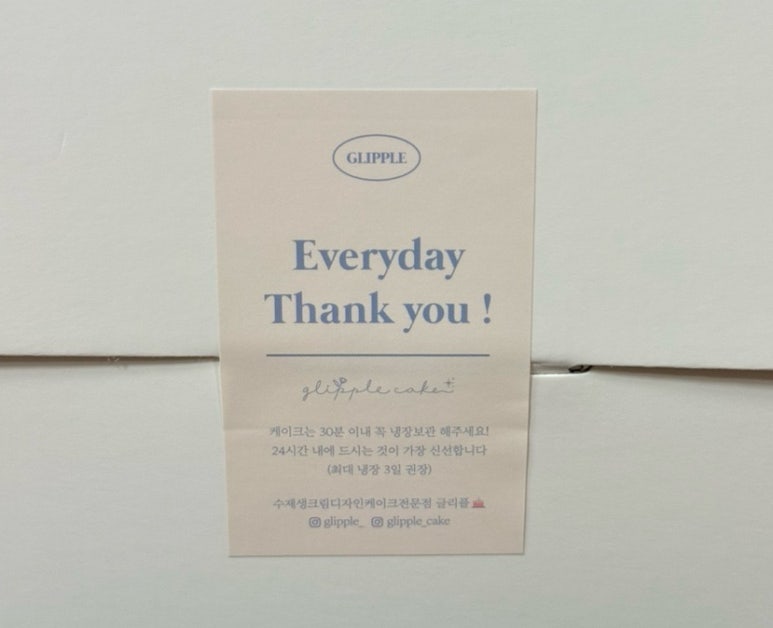 GLIPPLE
Everyday
Thank you !
glipple cake
케이크는 30분 이내 꼭 냉장보관 해주세요!
24시간 내에 드시는 것이 가장 신선합니다
(최대 냉장 3일 권장)
수제생크림디자인케이크전문점 글리플
glipple_ glipple_cake